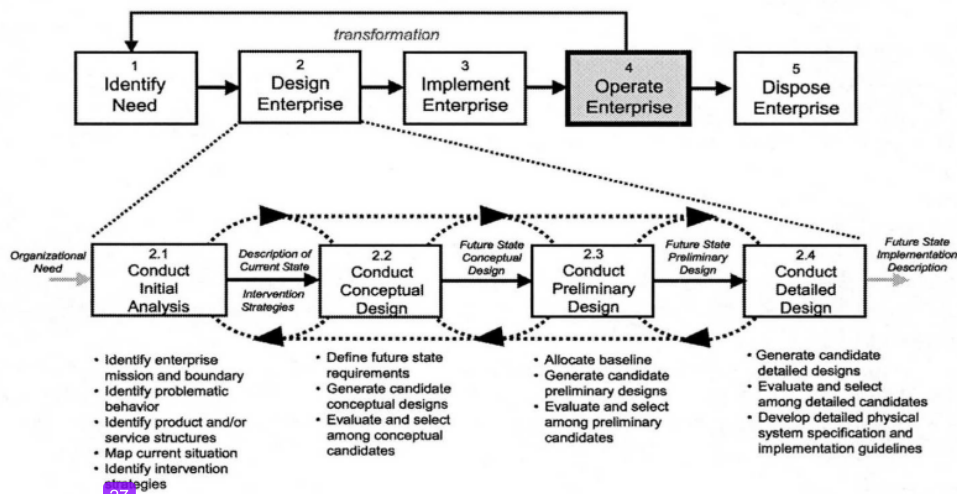 transformation
1
Identify
Need
2
Design
Enterprise
3
Implement
Enterprise
4
Operate
Enterprise
5
Dispose
Enterprise
Organizational
Need
2.1
Conduct
Initial
Analysis
Description of
Current State
Intervention
Strategies
2.2
Conduct
Conceptual
Design
Future State
Conceptual
Design
2.3
Conduct
Preliminary
Design
Future State
Preliminary
Design
2.4
Conduct
Detailed
Design
Future State
Implementation
Description
• Identify enterprise
mission and boundary
• Identify problematic
behavior
• Identify product and/or
service structures
• Map current situation
• Identify intervention
strategies
• Define future state
requirements
• Generate candidate
conceptual designs
• Evaluate and select
among conceptual
candidates
• Allocate baseline
• Generate candidate
preliminary designs
• Evaluate and select
among preliminary
candidates
• Generate candidate
detailed designs
• Evaluate and select
among detailed candidates
• Develop detailed physical
system specification and
implementation guidelines